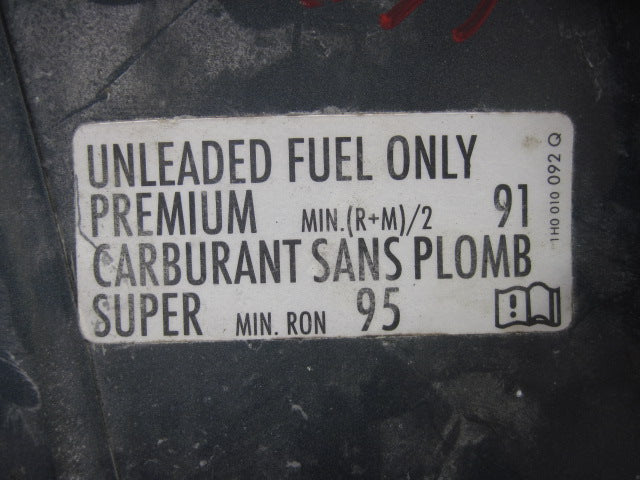 UNLEADED FUEL ONLY
PREMIUM MIN.(R+M)/2 91
CARBURANT SANS PLOMB
SUPER MIN. RON 95
1H0 010 092 Q